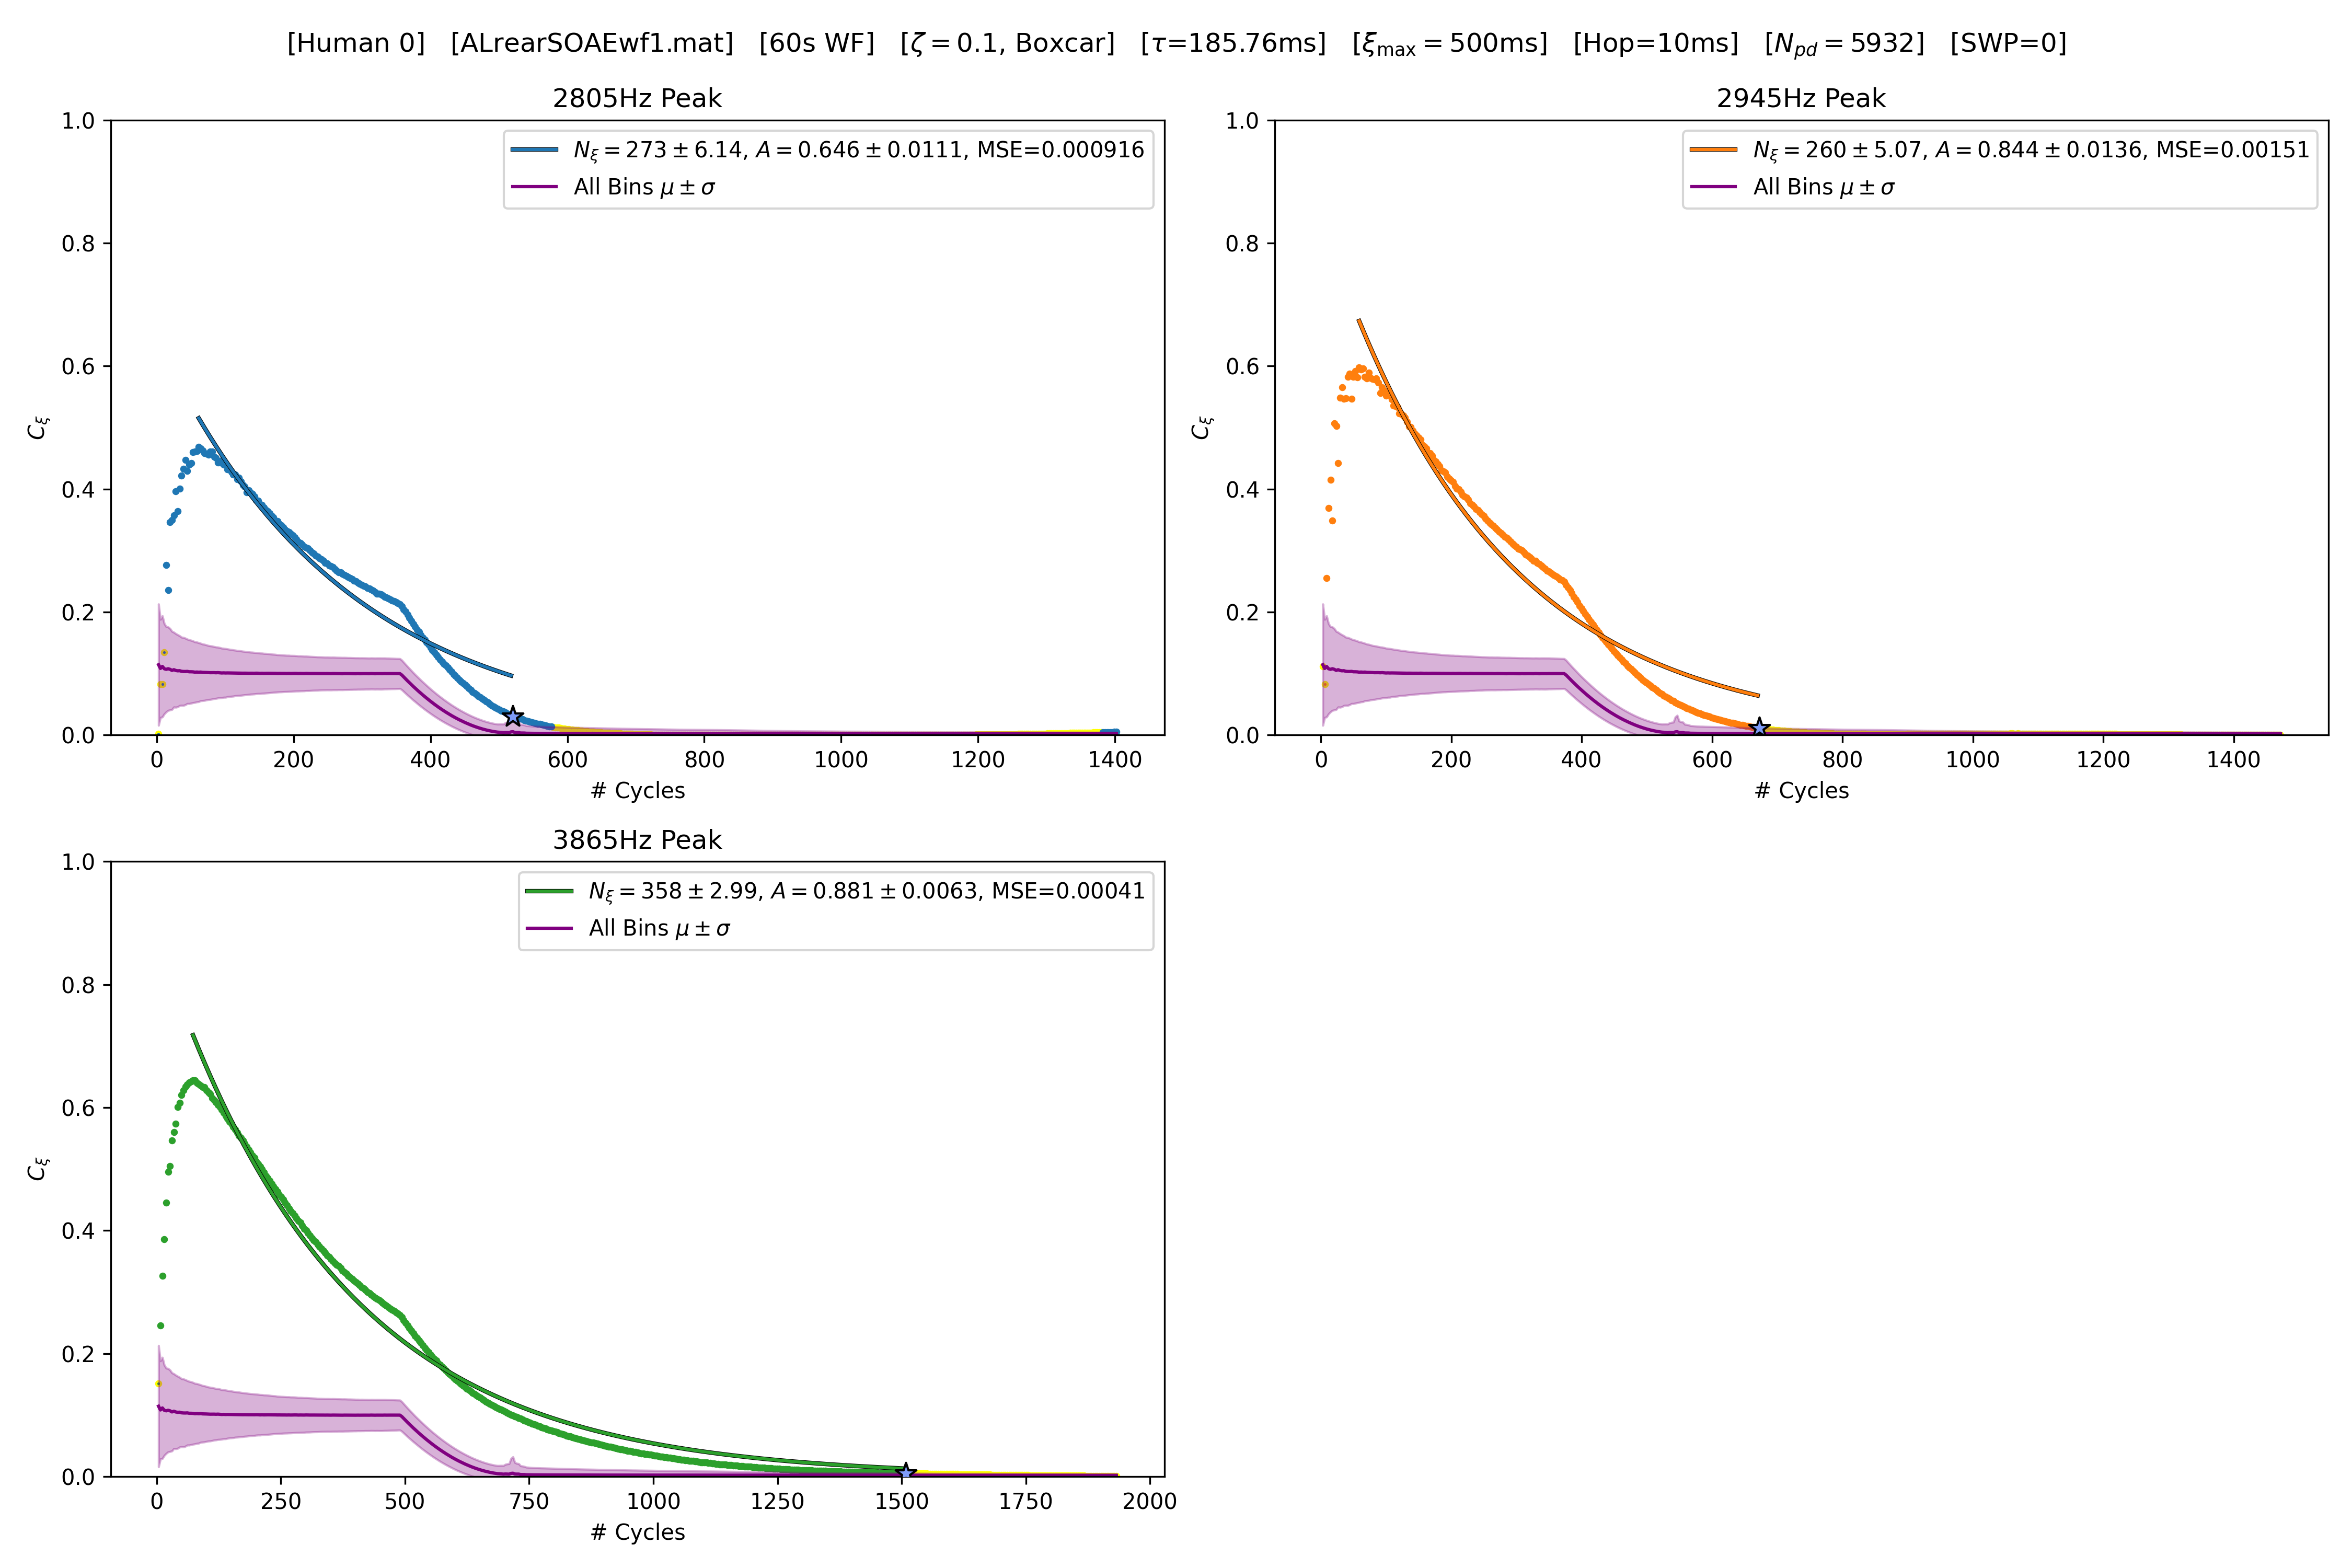 [Human 0] [ALrearSOAEwf1.mat] [60s WF] [ζ = 0.1, Boxcar] [τ=185.76ms] [ξmax = 500ms] [Hop=10ms] [Npd = 5932] [SWP=0]
2805Hz Peak
1.0
0.8
0.6
0.4
0.2
0.0
Cξ
Nξ = 273 ± 6.14, A = 0.646 ± 0.0111, MSE=0.000916
All Bins μ ± σ
0 200 400 600 800 1000 1200 1400
# Cycles
2945Hz Peak
1.0
0.8
0.6
0.4
0.2
0.0
Cξ
Nξ = 260 ± 5.07, A = 0.844 ± 0.0136, MSE=0.00151
All Bins μ ± σ
0 200 400 600 800 1000 1200 1400
# Cycles
3865Hz Peak
1.0
0.8
0.6
0.4
0.2
0.0
Cξ
Nξ = 358 ± 2.99, A = 0.881 ± 0.0063, MSE=0.00041
All Bins μ ± σ
0 250 500 750 1000 1250 1500 1750 2000
# Cycles